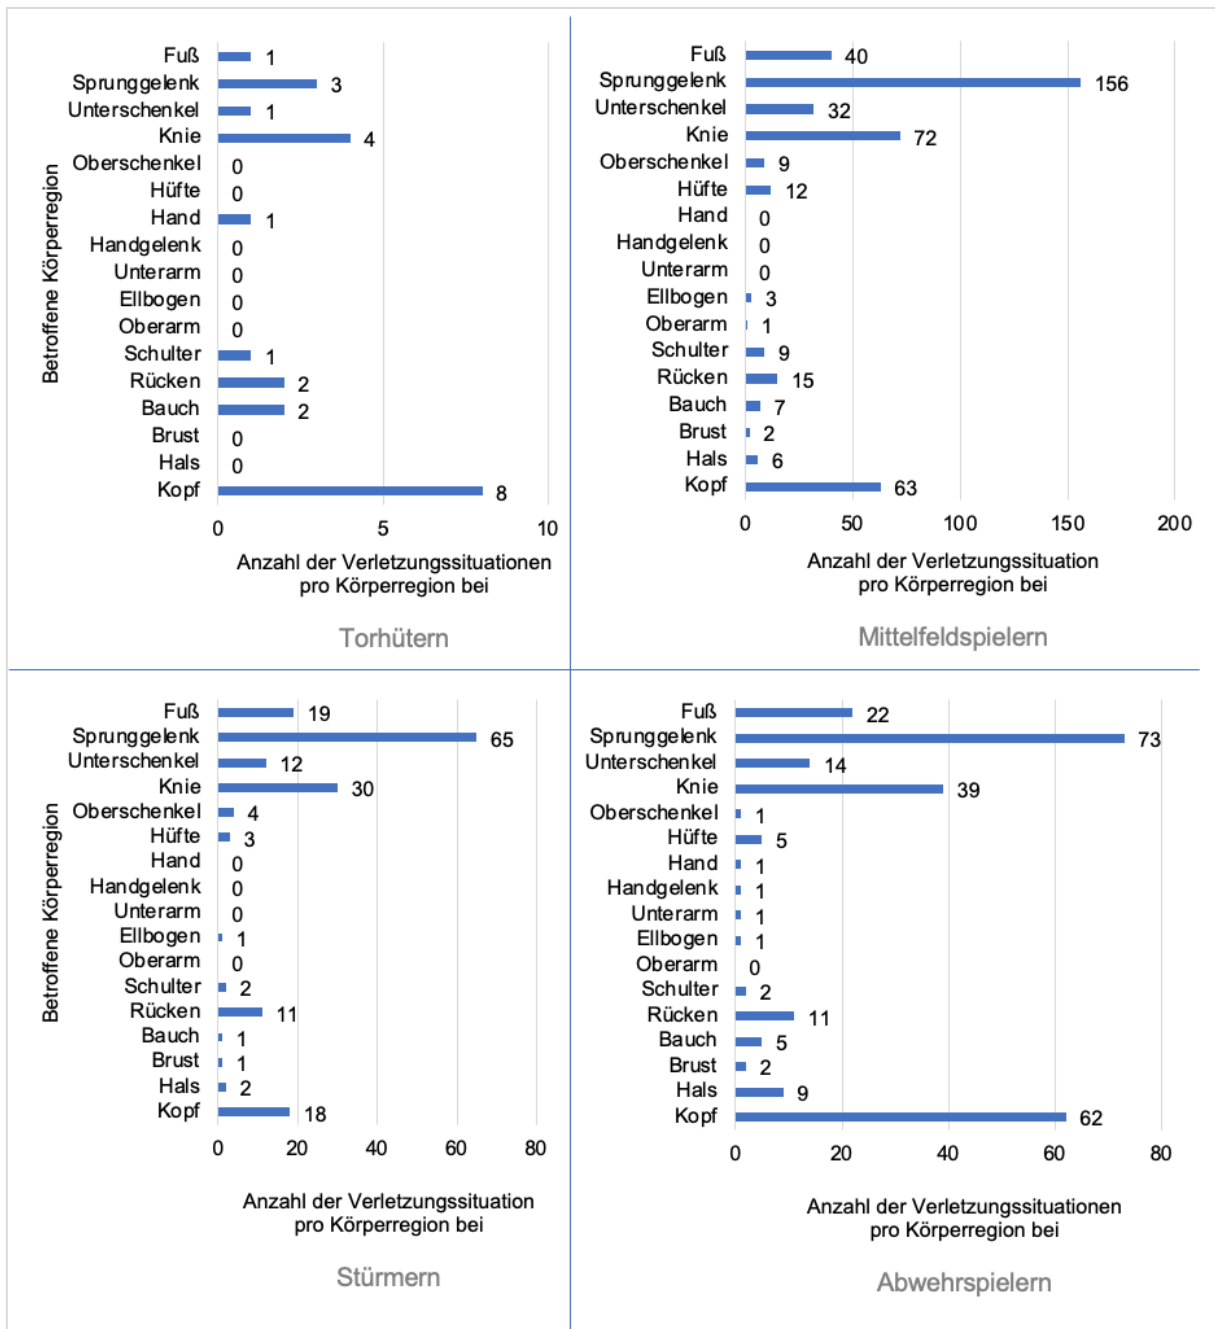 Betroffene Körperregion
Fuß 1
Sprunggelenk 3
Unterschenkel 1
Knie 4
Oberschenkel 0
Hüfte 0
Hand 1
Handgelenk 0
Unterarm 0
Ellbogen 0
Oberarm 0
Schulter 1
Rücken 2
Bauch 2
Brust 0
Hals 0
Kopf 8
0 5 10
Anzahl der Verletzungssituationen
pro Körperregion bei
Torhütern
Fuß 40
Sprunggelenk 156
Unterschenkel 32
Knie 72
Oberschenkel 9
Hüfte 12
Hand 0
Handgelenk 0
Unterarm 0
Ellbogen 3
Oberarm 1
Schulter 9
Rücken 15
Bauch 7
Brust 2
Hals 6
Kopf 63
0 50 100 150 200
Anzahl der Verletzungssituation
pro Körperregion bei
Mittelfeldspielern
Betroffene Körperregion
Fuß 19
Sprunggelenk 65
Unterschenkel 12
Knie 30
Oberschenkel 4
Hüfte 3
Hand 0
Handgelenk 0
Unterarm 0
Ellbogen 1
Oberarm 0
Schulter 2
Rücken 11
Bauch 1
Brust 1
Hals 2
Kopf 18
0 20 40 60 80
Anzahl der Verletzungssituation
pro Körperregion bei
Stürmern
Fuß 22
Sprunggelenk 73
Unterschenkel 14
Knie 39
Oberschenkel 1
Hüfte 5
Hand 1
Handgelenk 1
Unterarm 1
Ellbogen 1
Oberarm 0
Schulter 2
Rücken 11
Bauch 5
Brust 2
Hals 9
Kopf 62
0 20 40 60 80
Anzahl der Verletzungssituationen
pro Körperregion bei
Abwehrspielern